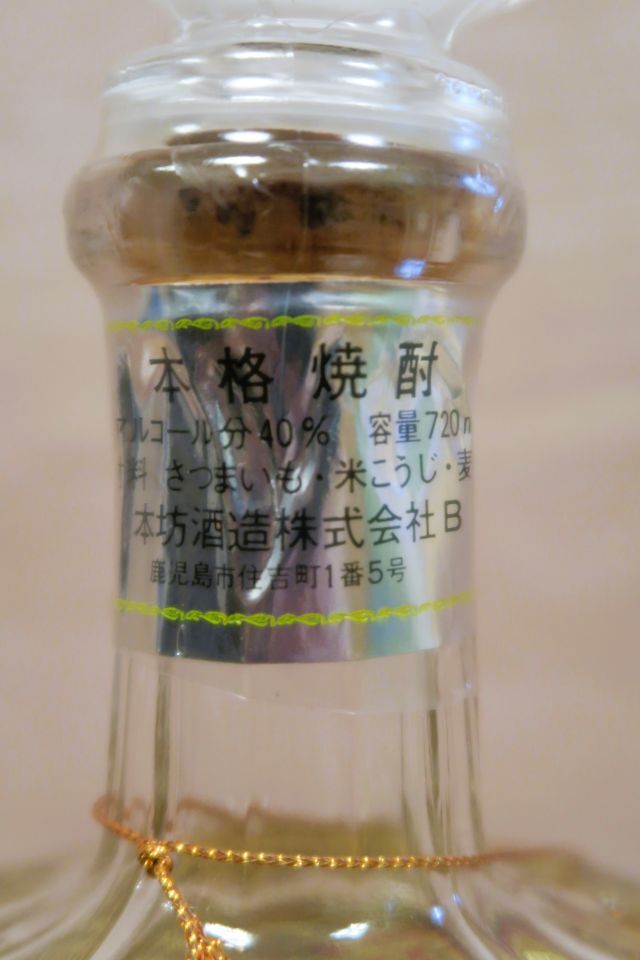 本格焼酎
アルコール分40% 容量720m
料 さつまいも・米こうじ・麦
本坊酒造株式会社B
鹿児島市住吉町1番5号